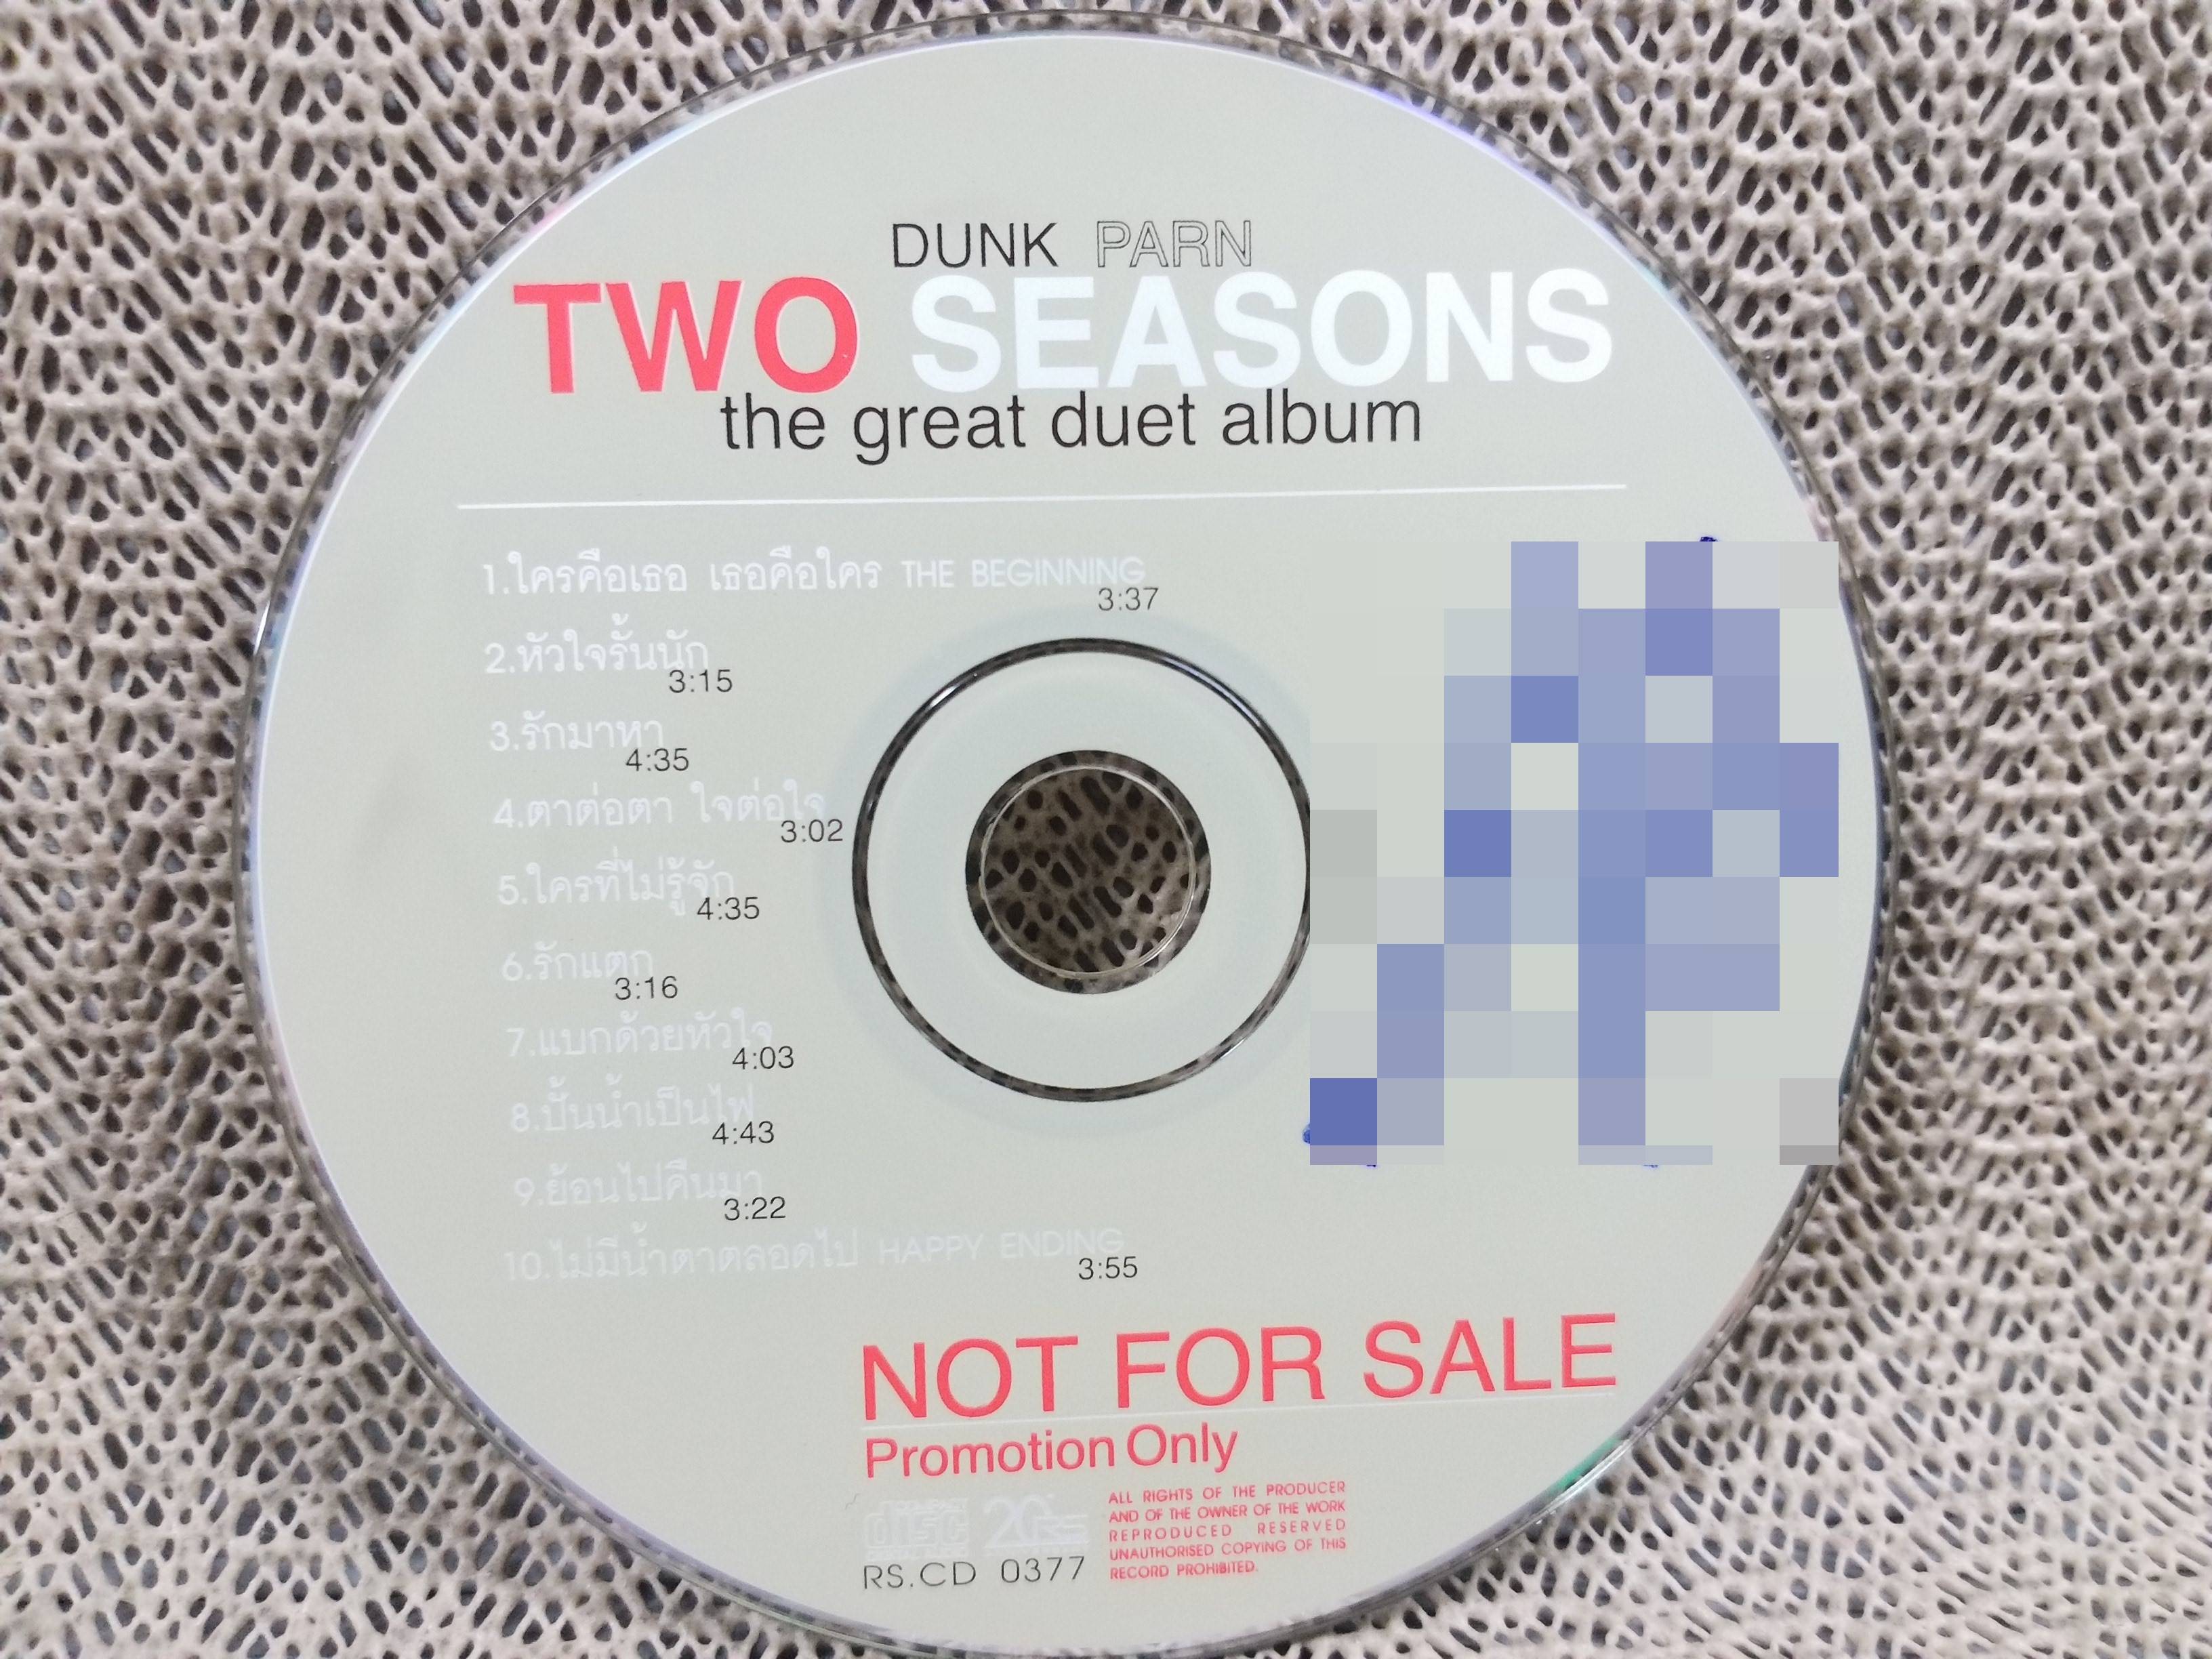 DUNK PARN
TWO SEASONS
the great duet album
1.ใครคือเธอ เธอคือใคร THE BEGINNING
3:37
2.หัวใจรั้นนัก
3:15
3.รักมาหา
4:35
4.ตาต่อตา ใจต่อใจ
3:02
5.ใครที่ไม่รู้จัก
4:35
6.รักแตก
3:16
7.แบกด้วยหัวใจ
4:03
8.ปั้นน้ำเป็นไฟ
4:43
9.ย้อนไปคืนมา
3:22
10.ไม่มีน้ำตาตลอดไป HAPPY ENDING
3:55
NOT FOR SALE
Promotion Only
disc 20 RS
ALL RIGHTS OF THE PRODUCER
AND OF THE OWNER OF THE WORK
REPRODUCED RESERVED
UNAUTHORISED COPYING OF THIS
RECORD PROHIBITED.
RS.CD 0377